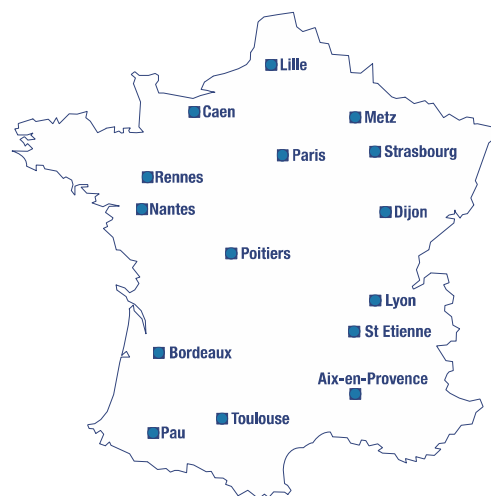 Lille
Caen
Metz
Paris
Strasbourg
Rennes
Nantes
Dijon
Poitiers
Lyon
St Etienne
Bordeaux
Aix-en-Provence
Toulouse
Pau